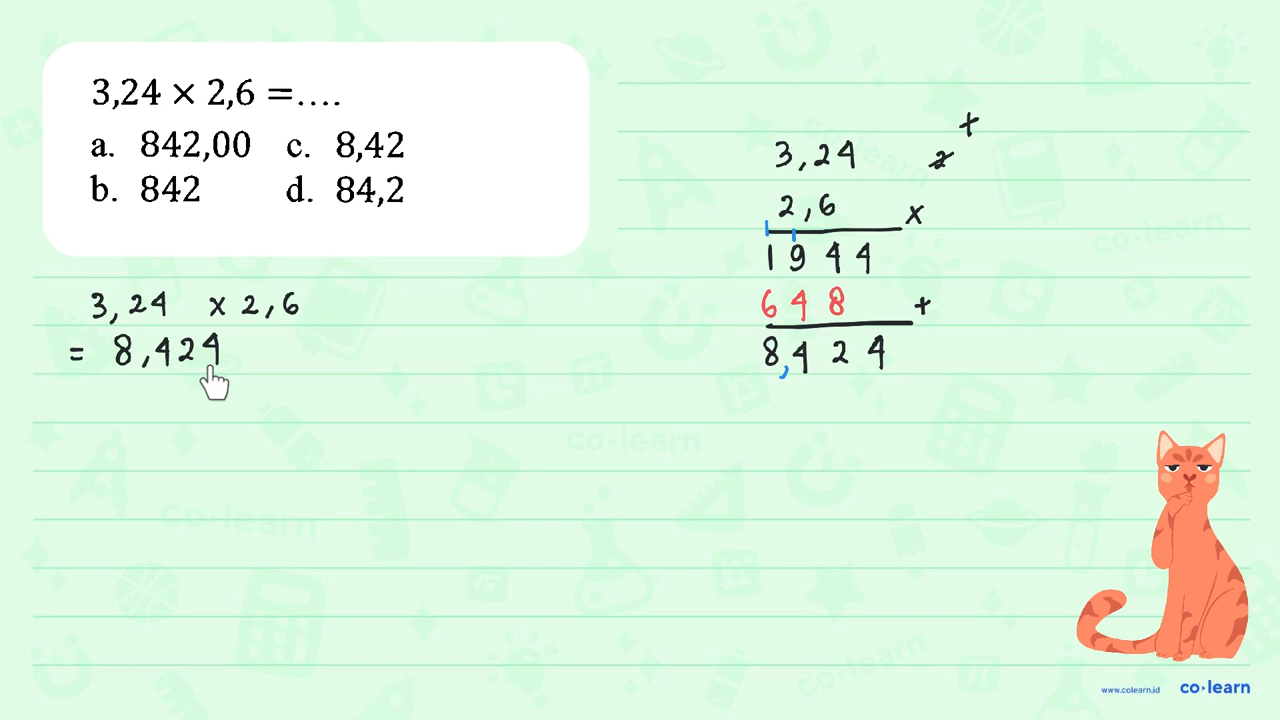 3,24 × 2,6 =....
a. 842,00 c. 8,42
b. 842 d. 84,2
3,24 x 2,6
= 8,424
+
3,24
2,6 x
1944
648 +
8,424
www.colearn.id co·learn